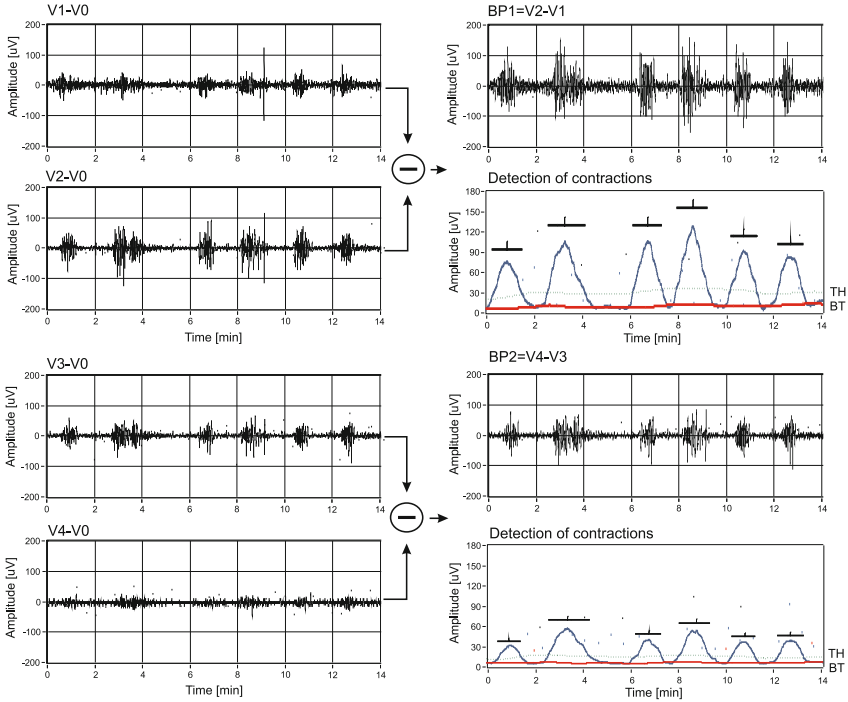 V1-V0
Amplitude [uV]
200
100
0
-100
-200
0 2 4 6 8 10 12 14
V2-V0
Amplitude [uV]
200
100
0
-100
-200
0 2 4 6 8 10 12 14
Time [min]
BP1=V2-V1
Amplitude [uV]
200
100
0
-100
-200
0 2 4 6 8 10 12 14
Detection of contractions
Amplitude [uV]
180
150
120
90
60
30
0
TH
BT
0 2 4 6 8 10 12 14
Time [min]
V3-V0
Amplitude [uV]
200
100
0
-100
-200
0 2 4 6 8 10 12 14
V4-V0
Amplitude [uV]
200
100
0
-100
-200
0 2 4 6 8 10 12 14
Time [min]
BP2=V4-V3
Amplitude [uV]
200
100
0
-100
-200
0 2 4 6 8 10 12 14
Detection of contractions
Amplitude [uV]
180
150
120
90
60
30
0
TH
BT
0 2 4 6 8 10 12 14
Time [min]